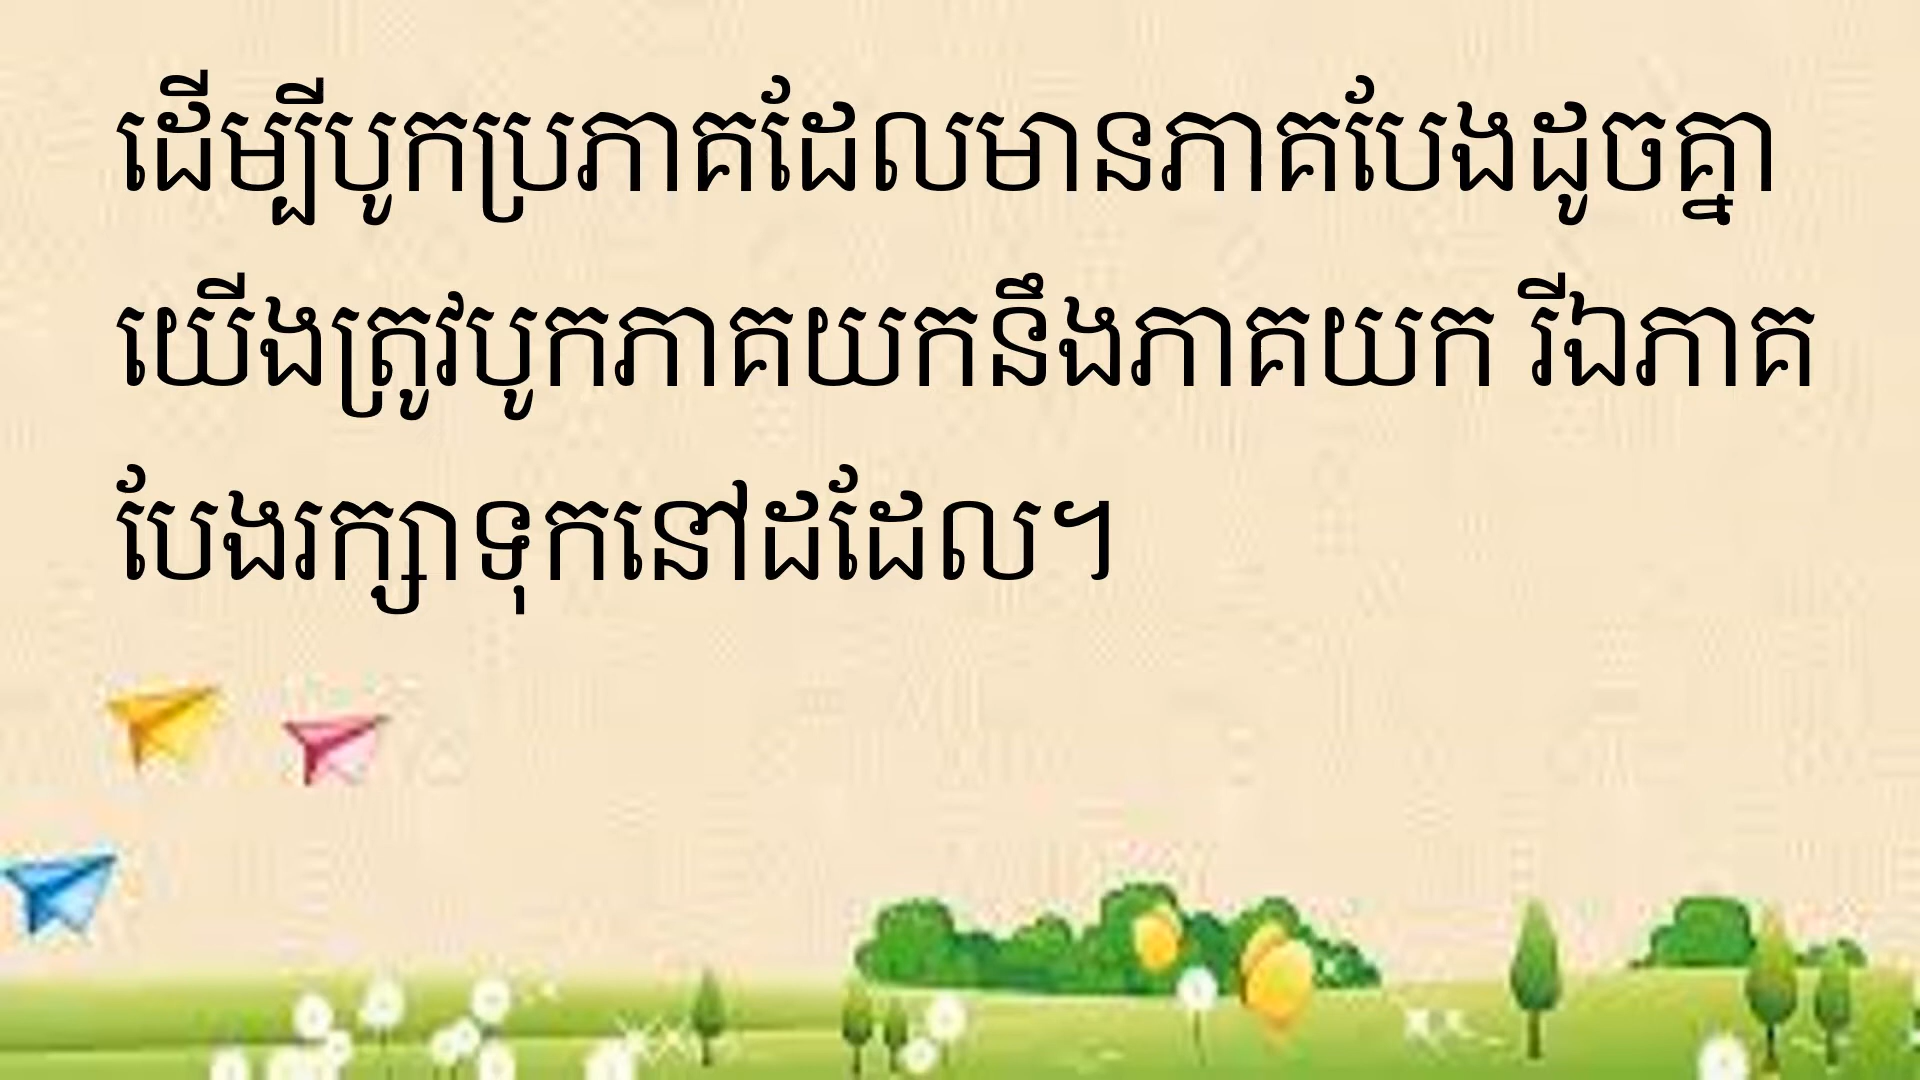 ដើម្បីបូកប្រភាគដែលមានភាគបែងដូចគ្នា
យើងត្រូវបូកភាគយកនឹងភាគយក រីឯភាគ
បែងរក្សាទុកនៅដដែល។